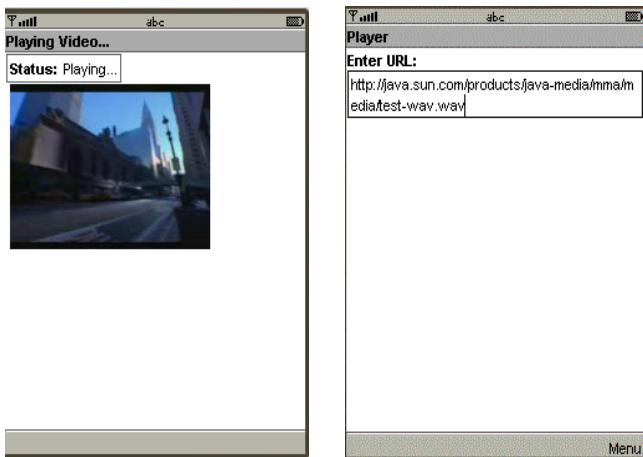 abc
Playing Video...
Status: Playing...
abc
Player
Enter URL:
http://java.sun.com/products/java-media/mma/m
edia/test-wav.wav
Menu